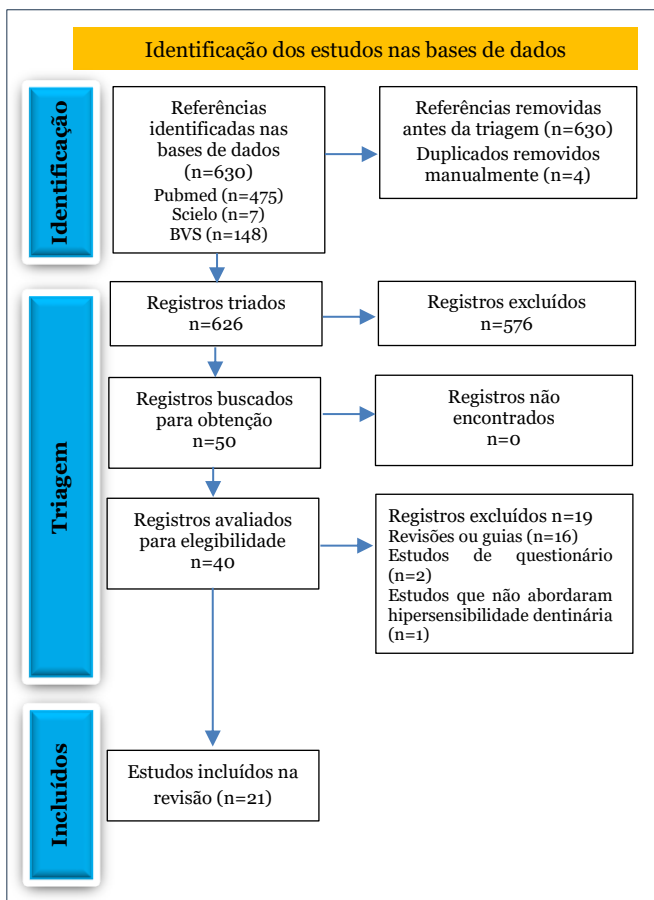 Identificação dos estudos nas bases de dados
Identificação
Referências
identificadas nas
bases de dados
(n=630)
Pubmed (n=475)
Scielo (n=7)
BVS (n=148)
Referências removidas
antes da triagem (n=630)
Duplicados removidos
manualmente (n=4)
Triagem
Registros triados
n=626
Registros excluídos
n=576
Registros buscados
para obtenção
n=50
Registros não
encontrados
n=0
Registros avaliados
para elegibilidade
n=40
Registros excluídos n=19
Revisões ou guias (n=16)
Estudos de questionário
(n=2)
Estudos que não abordaram
hipersensibilidade dentinária
(n=1)
Incluídos
Estudos incluídos na
revisão (n=21)